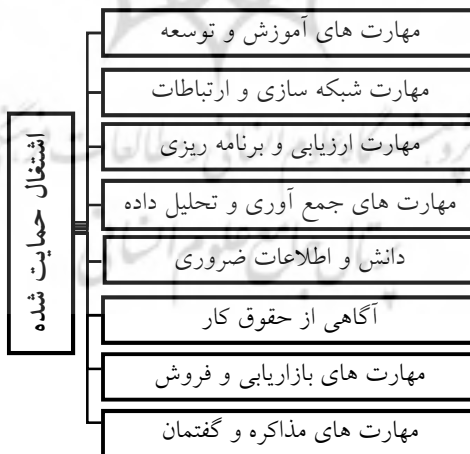 مهارت های آموزش و توسعه
مهارت شبکه سازی و ارتباطات
مهارت ارزیابی و برنامه ریزی
مهارت های جمع آوری و تحلیل داده
دانش و اطلاعات ضروری
آگاهی از حقوق کار
مهارت های بازاریابی و فروش
مهارت های مذاکره و گفتمان
اشتغال حمایت شده